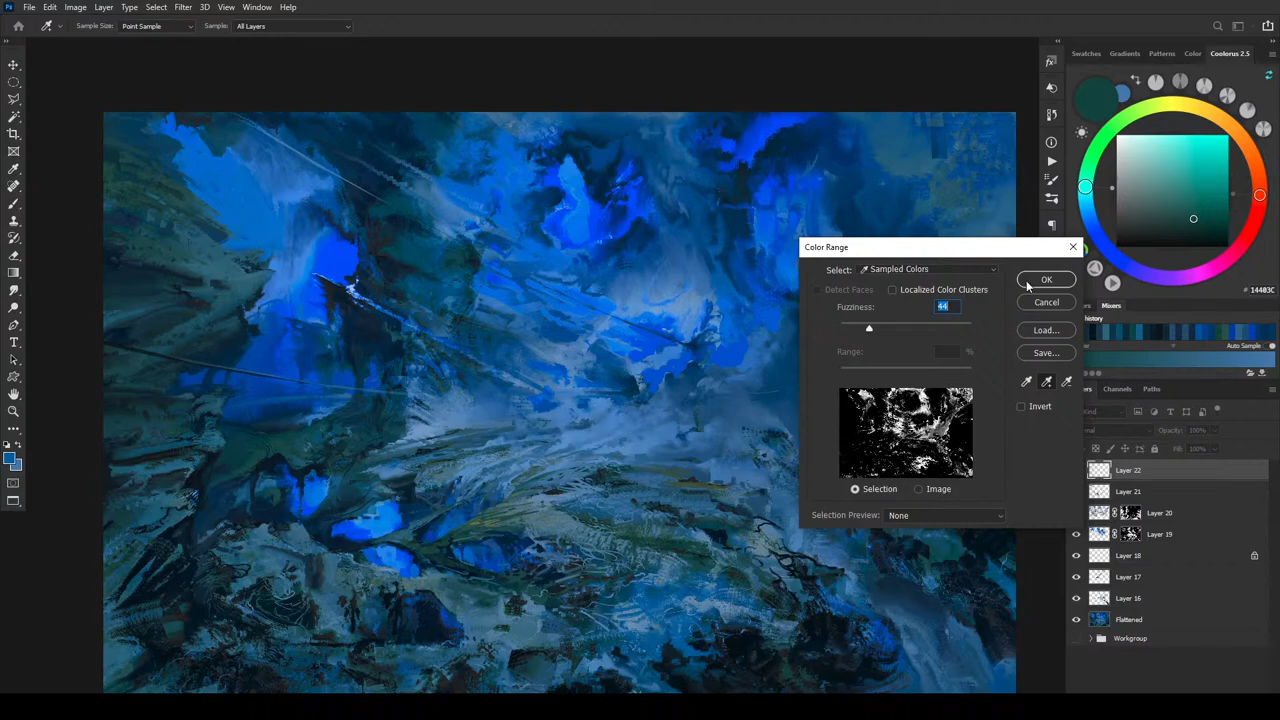 Ps File Edit Image Layer Type Select Filter 3D View Window Help
Sample Size: Point Sample Sample: All Layers
Swatches Gradients Patterns Color Coolorus 2.5
14403C
Mixers
history
Auto Sample
Color Range
Select: Sampled Colors
Detect Faces Localized Color Clusters
Fuzziness: 44
Range: %
Selection Image
Selection Preview: None
OK
Cancel
Load...
Save...
Invert
Channels Paths
Kind
Opacity: 100%
Fill: 100%
Layer 22
Layer 21
Layer 20
Layer 19
Layer 18
Layer 17
Layer 16
Flattened
Workgroup